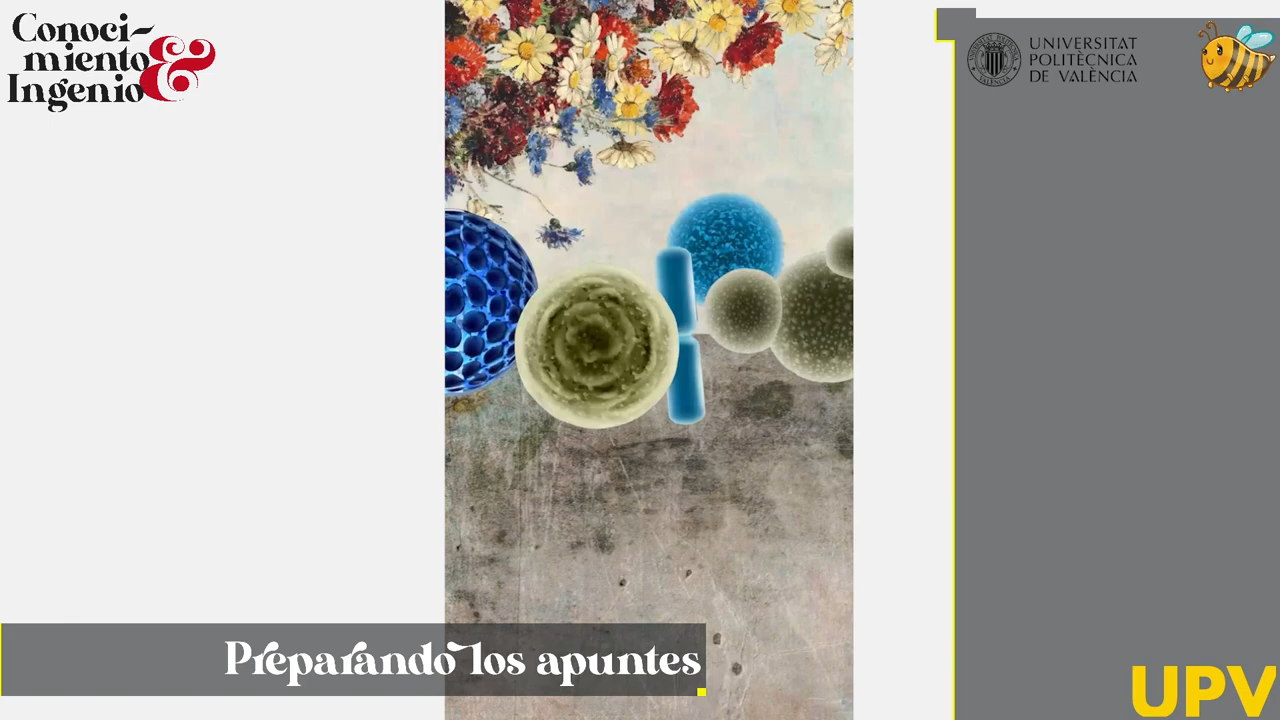 Conoci-
miento &
Ingenio
UNIVERSITAT
POLITÈCNICA
DE VALÈNCIA
Preparando los apuntes
UPV